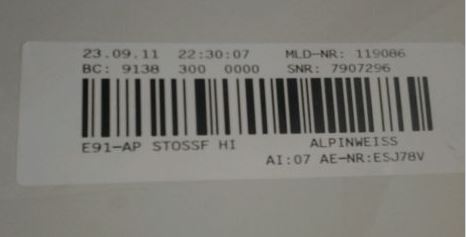 23.09.11 22:30:07 MLD-NR: 119086
BC: 9138 300 0000 SNR: 7907296
E91-AP STOSSF HI ALPINWEISS
AI:07 AE-NR:ESJ78V